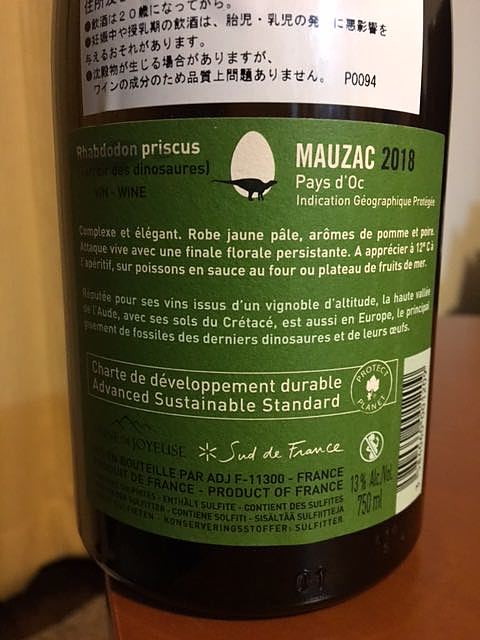 ●飲酒は20歳になってから。
●妊娠中や授乳期の飲酒は、胎児・乳児の発 に悪影響を
与えるおそれがあります。
●沈殿物が生じる場合がありますが、
ワインの成分のため品質上問題ありません。 P0094
Rhabdodon priscus
des dinosaures)
VIN - WINE
MAUZAC 2018
Pays d'Oc
Indication Géographique Protégée
Complexe et élégant. Robe jaune pâle, arômes de pomme et poire.
Attaque vive avec une finale florale persistante. A apprécier à 12° C à
l'apéritif, sur poissons en sauce au four ou plateau de fruits de mer.
Réputée pour ses vins issus d'un vignoble d'altitude, la haute vallée
de l'Aude, avec ses sols du Crétacé, est aussi en Europe, le principal
gisement de fossiles des derniers dinosaures et de leurs œufs.
Charte de développement durable
Advanced Sustainable Standard
PROTECT PLANET
JOYEUSE
Sud de France
EN BOUTEILLE PAR ADJ F-11300 - FRANCE
PRODUIT DE FRANCE - PRODUCT OF FRANCE
SULPHITES - ENTHÄLT SULFITE - CONTIENT DES SULFITES
SULFITTER - CONTIENE SOLFITI - SISÄLTÄÄ SULFIITTEJA
SULFIETEN - KONSERVERINGSSTOFFER: SULFITTER
13% Alc./Vol.
750 ml